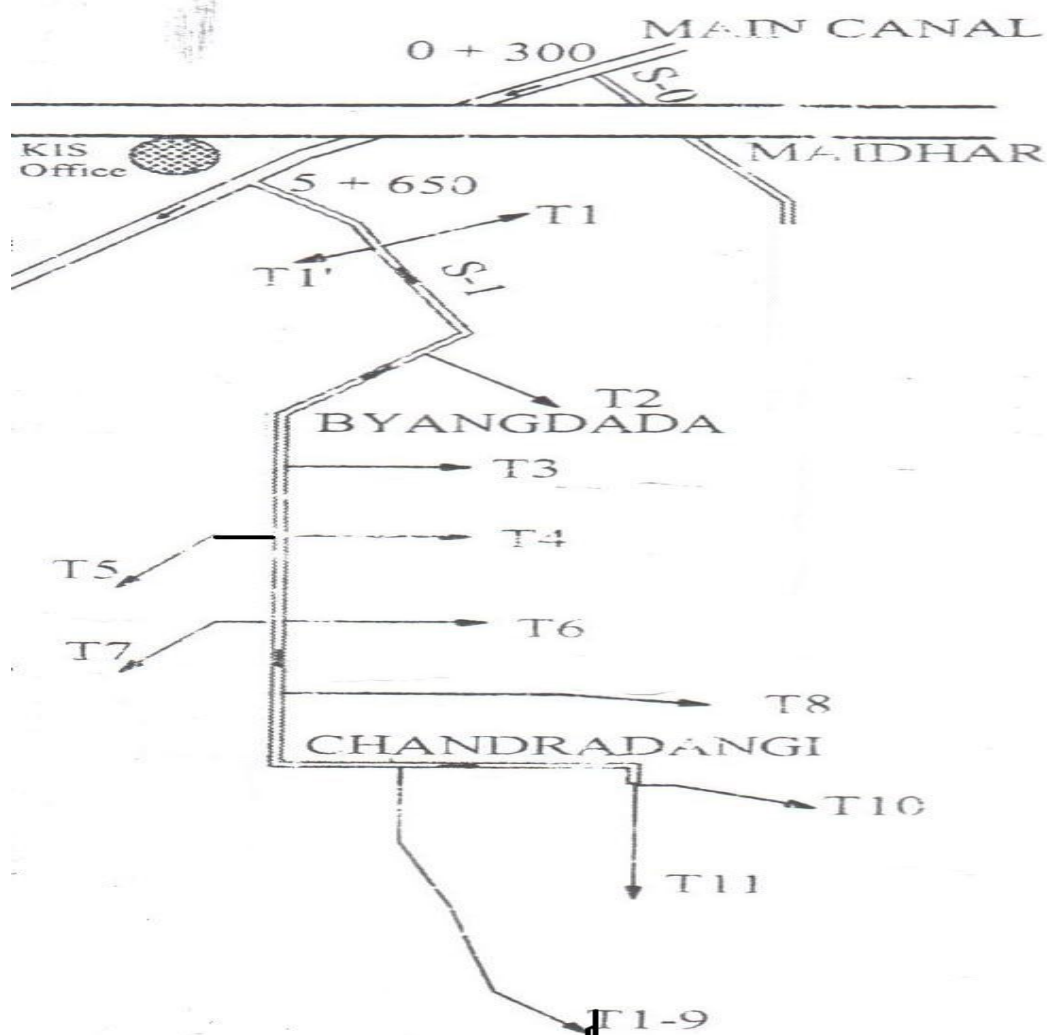 MAIN CANAL
0 + 300
S-0
KIS
Office
MAIDHAR
5 + 650
T1
T1'
S-1
T2
BYANGDADA
T3
T4
T5
T6
T7
T8
CHANDRADANGI
T10
T11
T1-9